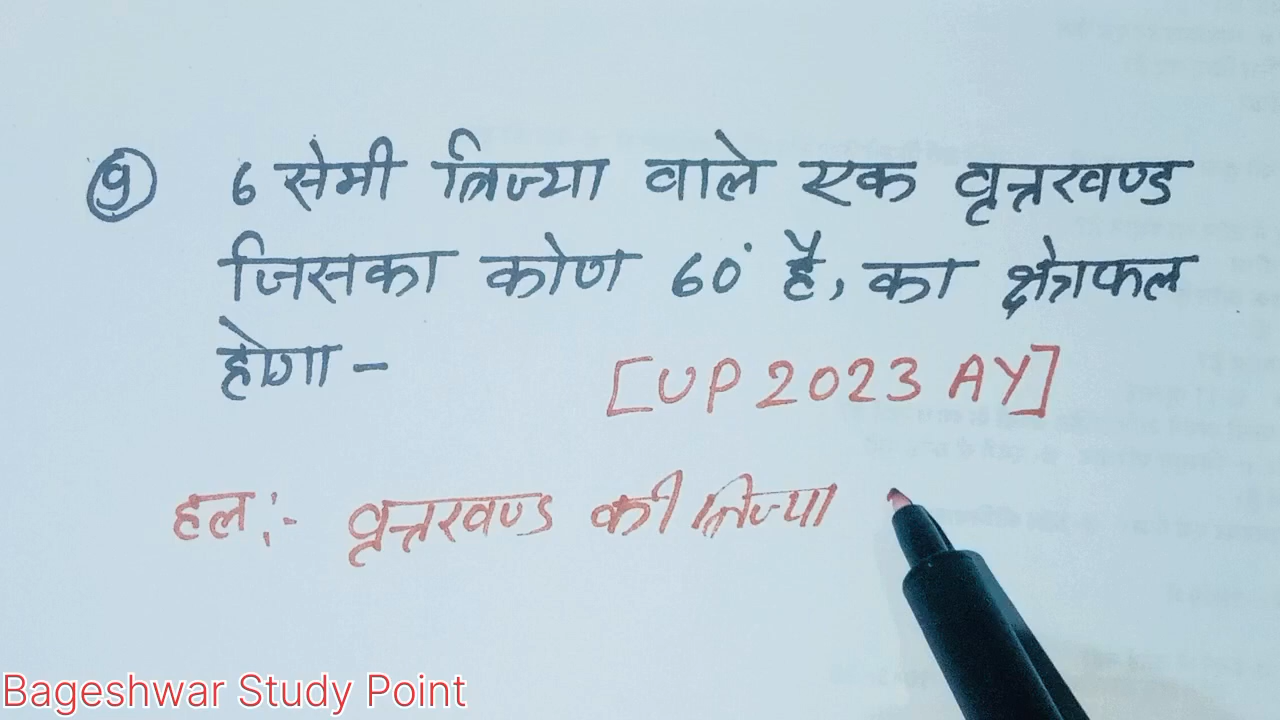 (9) 6 सेमी त्रिज्या वाले एक वृत्तखण्ड
जिसका कोण 60° है, का क्षेत्रफल
होगा -
[UP 2023 AY]
हल :- वृत्तखण्ड की त्रिज्या
Bageshwar Study Point